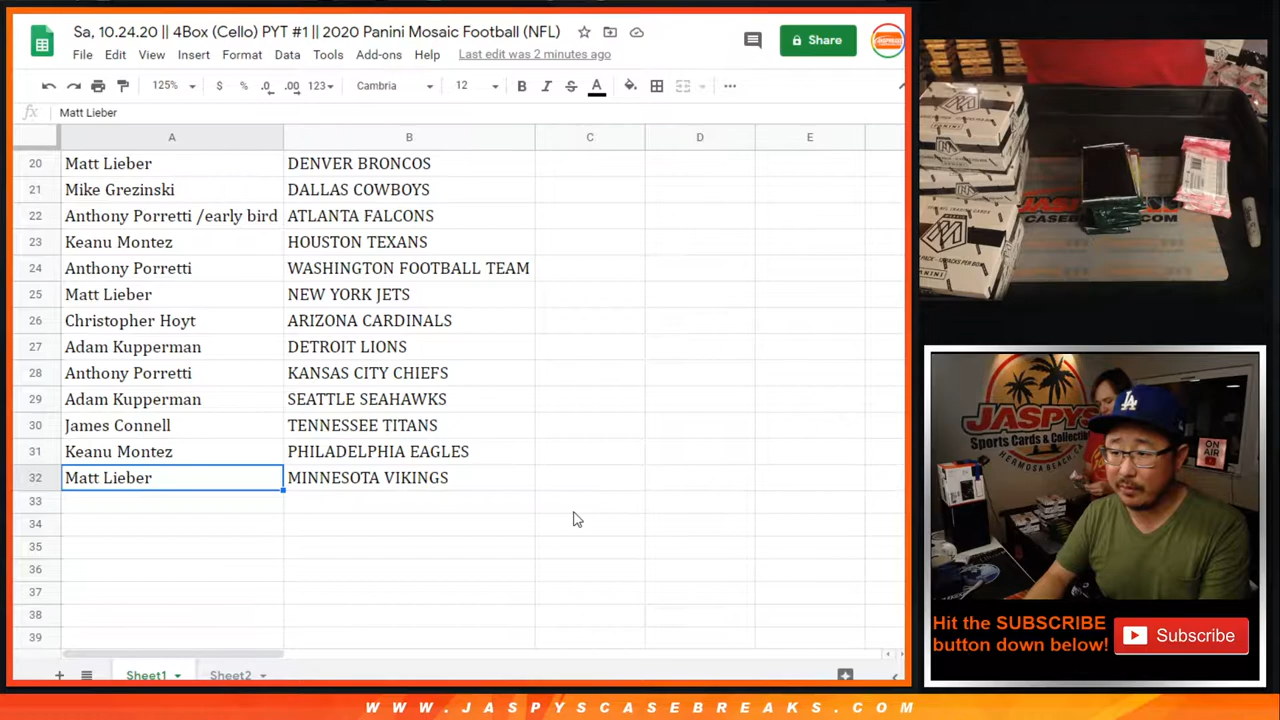 Sa, 10.24.20 || 4Box (Cello) PYT #1 || 2020 Panini Mosaic Football (NFL)
File Edit View Insert Format Data Tools Add-ons Help Last edit was 2 minutes ago
Share
125% $ % .0 .00 123 Cambria 12 B I S A
fx Matt Lieber
A B C D E
20 Matt Lieber DENVER BRONCOS
21 Mike Grezinski DALLAS COWBOYS
22 Anthony Porretti /early bird ATLANTA FALCONS
23 Keanu Montez HOUSTON TEXANS
24 Anthony Porretti WASHINGTON FOOTBALL TEAM
25 Matt Lieber NEW YORK JETS
26 Christopher Hoyt ARIZONA CARDINALS
27 Adam Kupperman DETROIT LIONS
28 Anthony Porretti KANSAS CITY CHIEFS
29 Adam Kupperman SEATTLE SEAHAWKS
30 James Connell TENNESSEE TITANS
31 Keanu Montez PHILADELPHIA EAGLES
32 Matt Lieber MINNESOTA VIKINGS
33
34
35
36
37
38
39
Sheet1 Sheet2
JASPYS
Sports Cards & Collectibles
HERMOSA BEACH, CA
ON AIR
LA
Hit the SUBSCRIBE
button down below!
Subscribe
WWW.JASPYSCASEBREAKS.COM